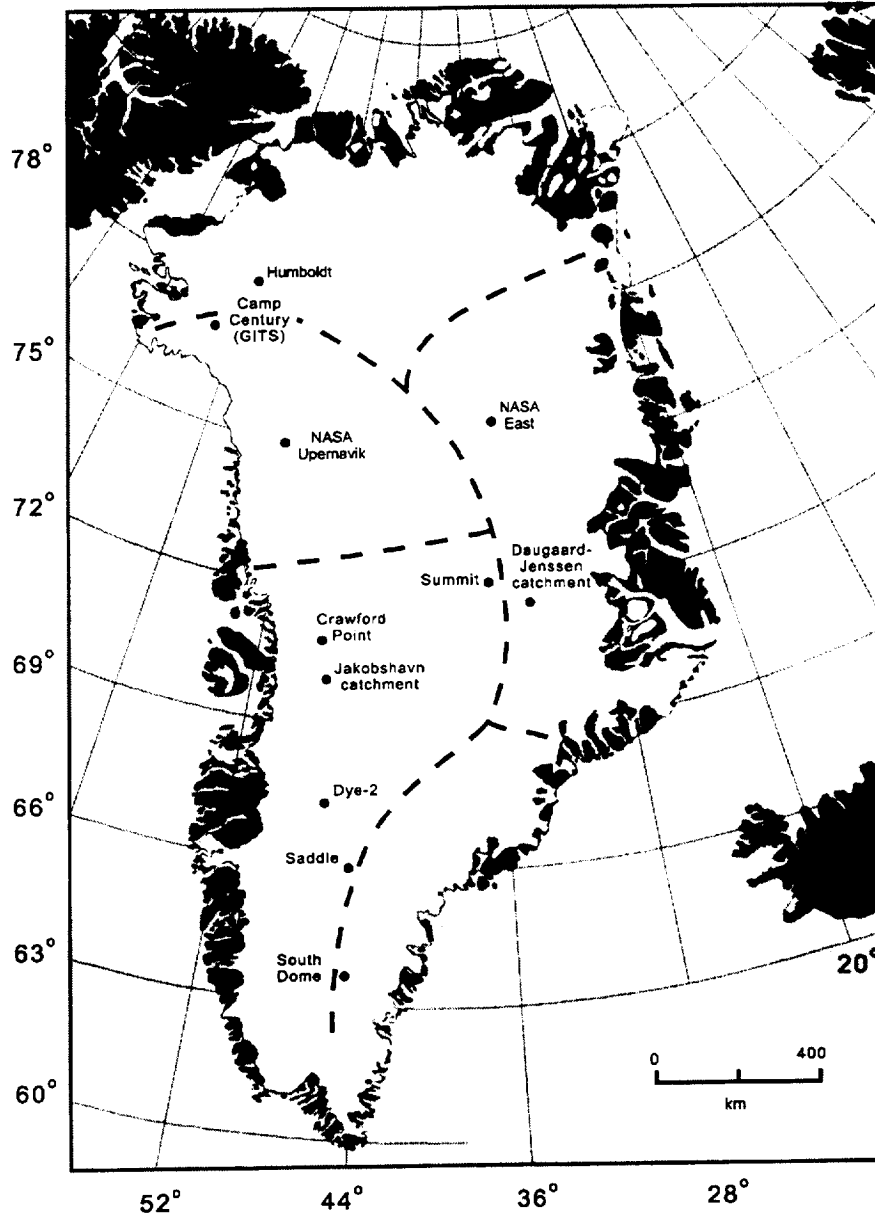 78°
75°
72°
69°
66°
63°
60°
Humboldt
Camp
Century
(GITS)
NASA
Upernavik
NASA
East
Summit
Daugaard-
Jenssen
catchment
Crawford
Point
Jakobshavn
catchment
Dye-2
Saddle
South
Dome
20°
0 400
km
52° 44° 36° 28°